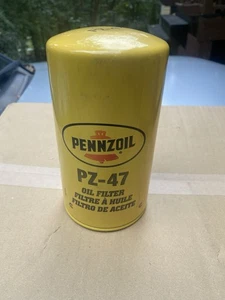 PENNZOIL
PZ-47
OIL FILTER
FILTRE À HUILE
FILTRO DE ACEITE